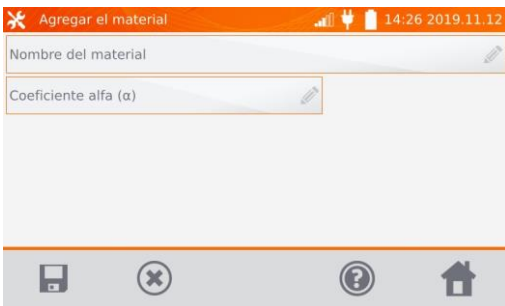 Agregar el material 14:26 2019.11.12
Nombre del material
Coeficiente alfa (α)